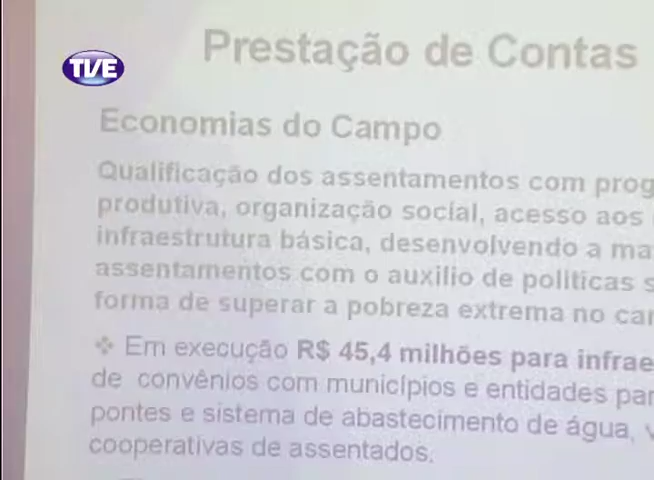 TVE
Prestação de Contas
Economias do Campo
Qualificação dos assentamentos com prog
produtiva, organização social, acesso aos
infraestrutura básica, desenvolvendo a ma
assentamentos com o auxilio de políticas s
forma de superar a pobreza extrema no car
❖ Em execução R$ 45,4 milhões para infrae
de convênios com municípios e entidades par
pontes e sistema de abastecimento de água, v
cooperativas de assentados.